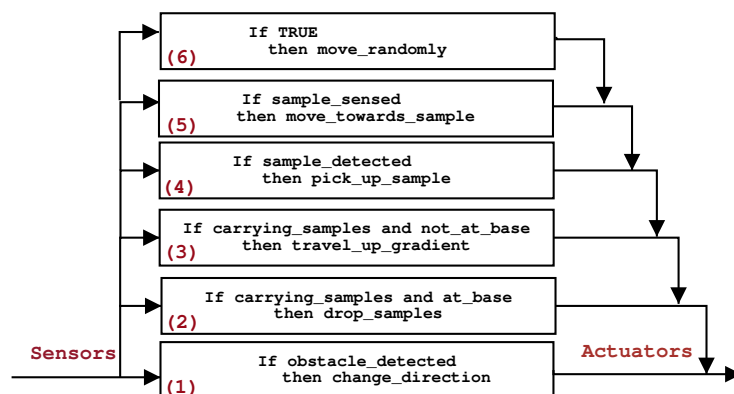 If TRUE
then move_randomly
(6)
If sample_sensed
then move_towards_sample
(5)
If sample_detected
then pick_up_sample
(4)
If carrying_samples and not_at_base
then travel_up_gradient
(3)
If carrying_samples and at_base
then drop_samples
(2)
Sensors
If obstacle_detected
then change_direction
(1)
Actuators